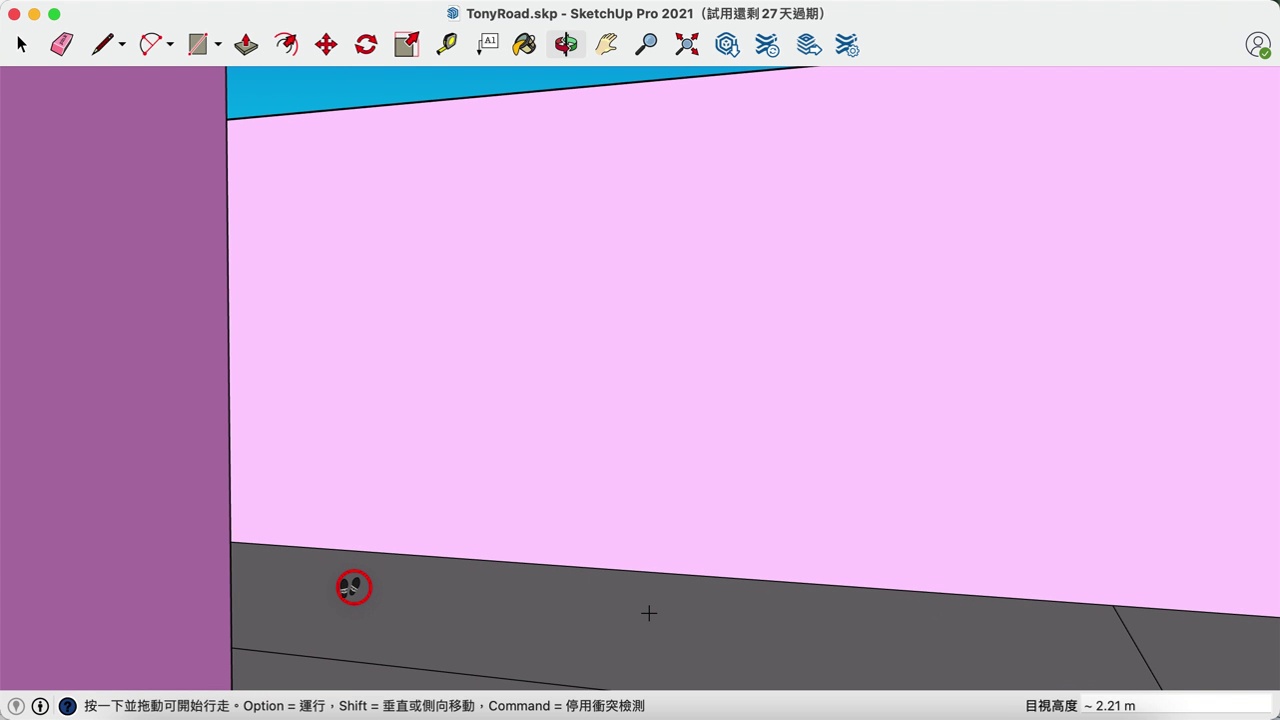 TonyRoad.skp - SketchUp Pro 2021（試用還剩 27 天過期）
A1
按一下並拖動可開始行走。Option = 運行，Shift = 垂直或側向移動，Command = 停用衝突檢測
目視高度 ~ 2.21 m